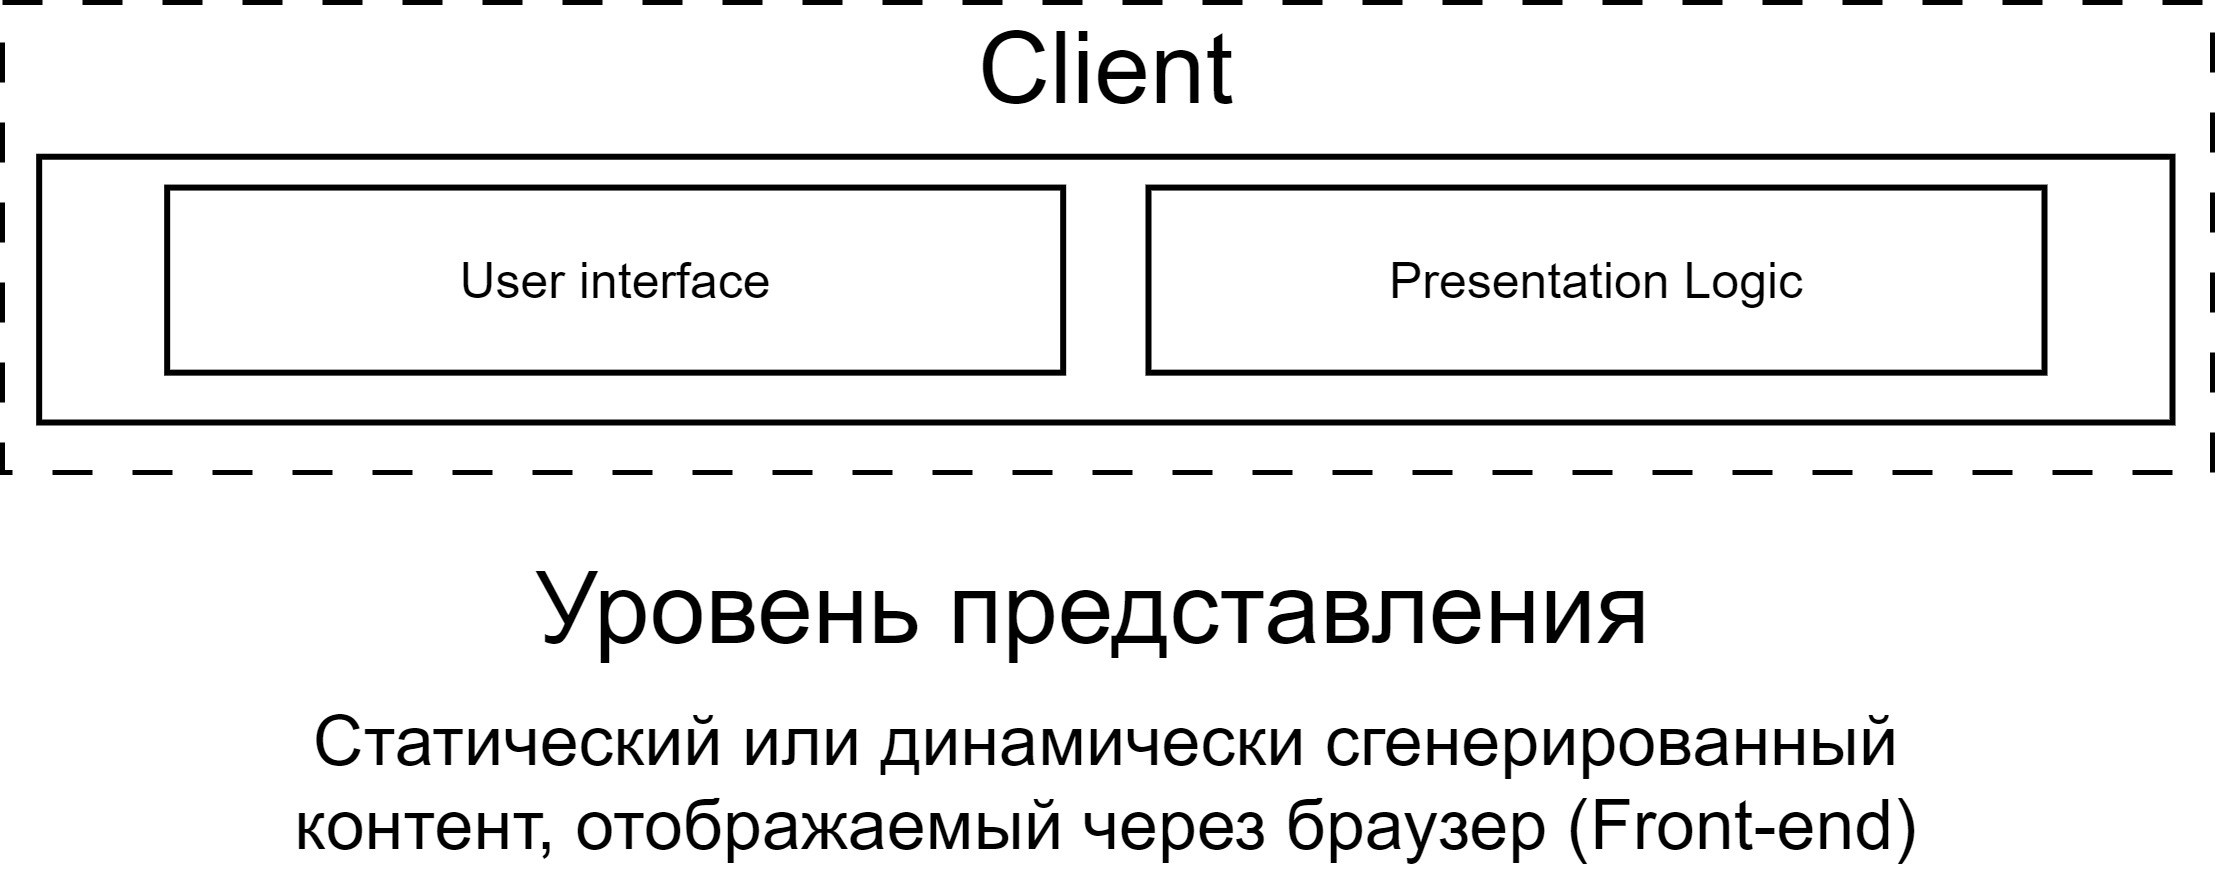 Client
User interface
Presentation Logic
Уровень представления
Статический или динамически сгенерированный
контент, отображаемый через браузер (Front-end)